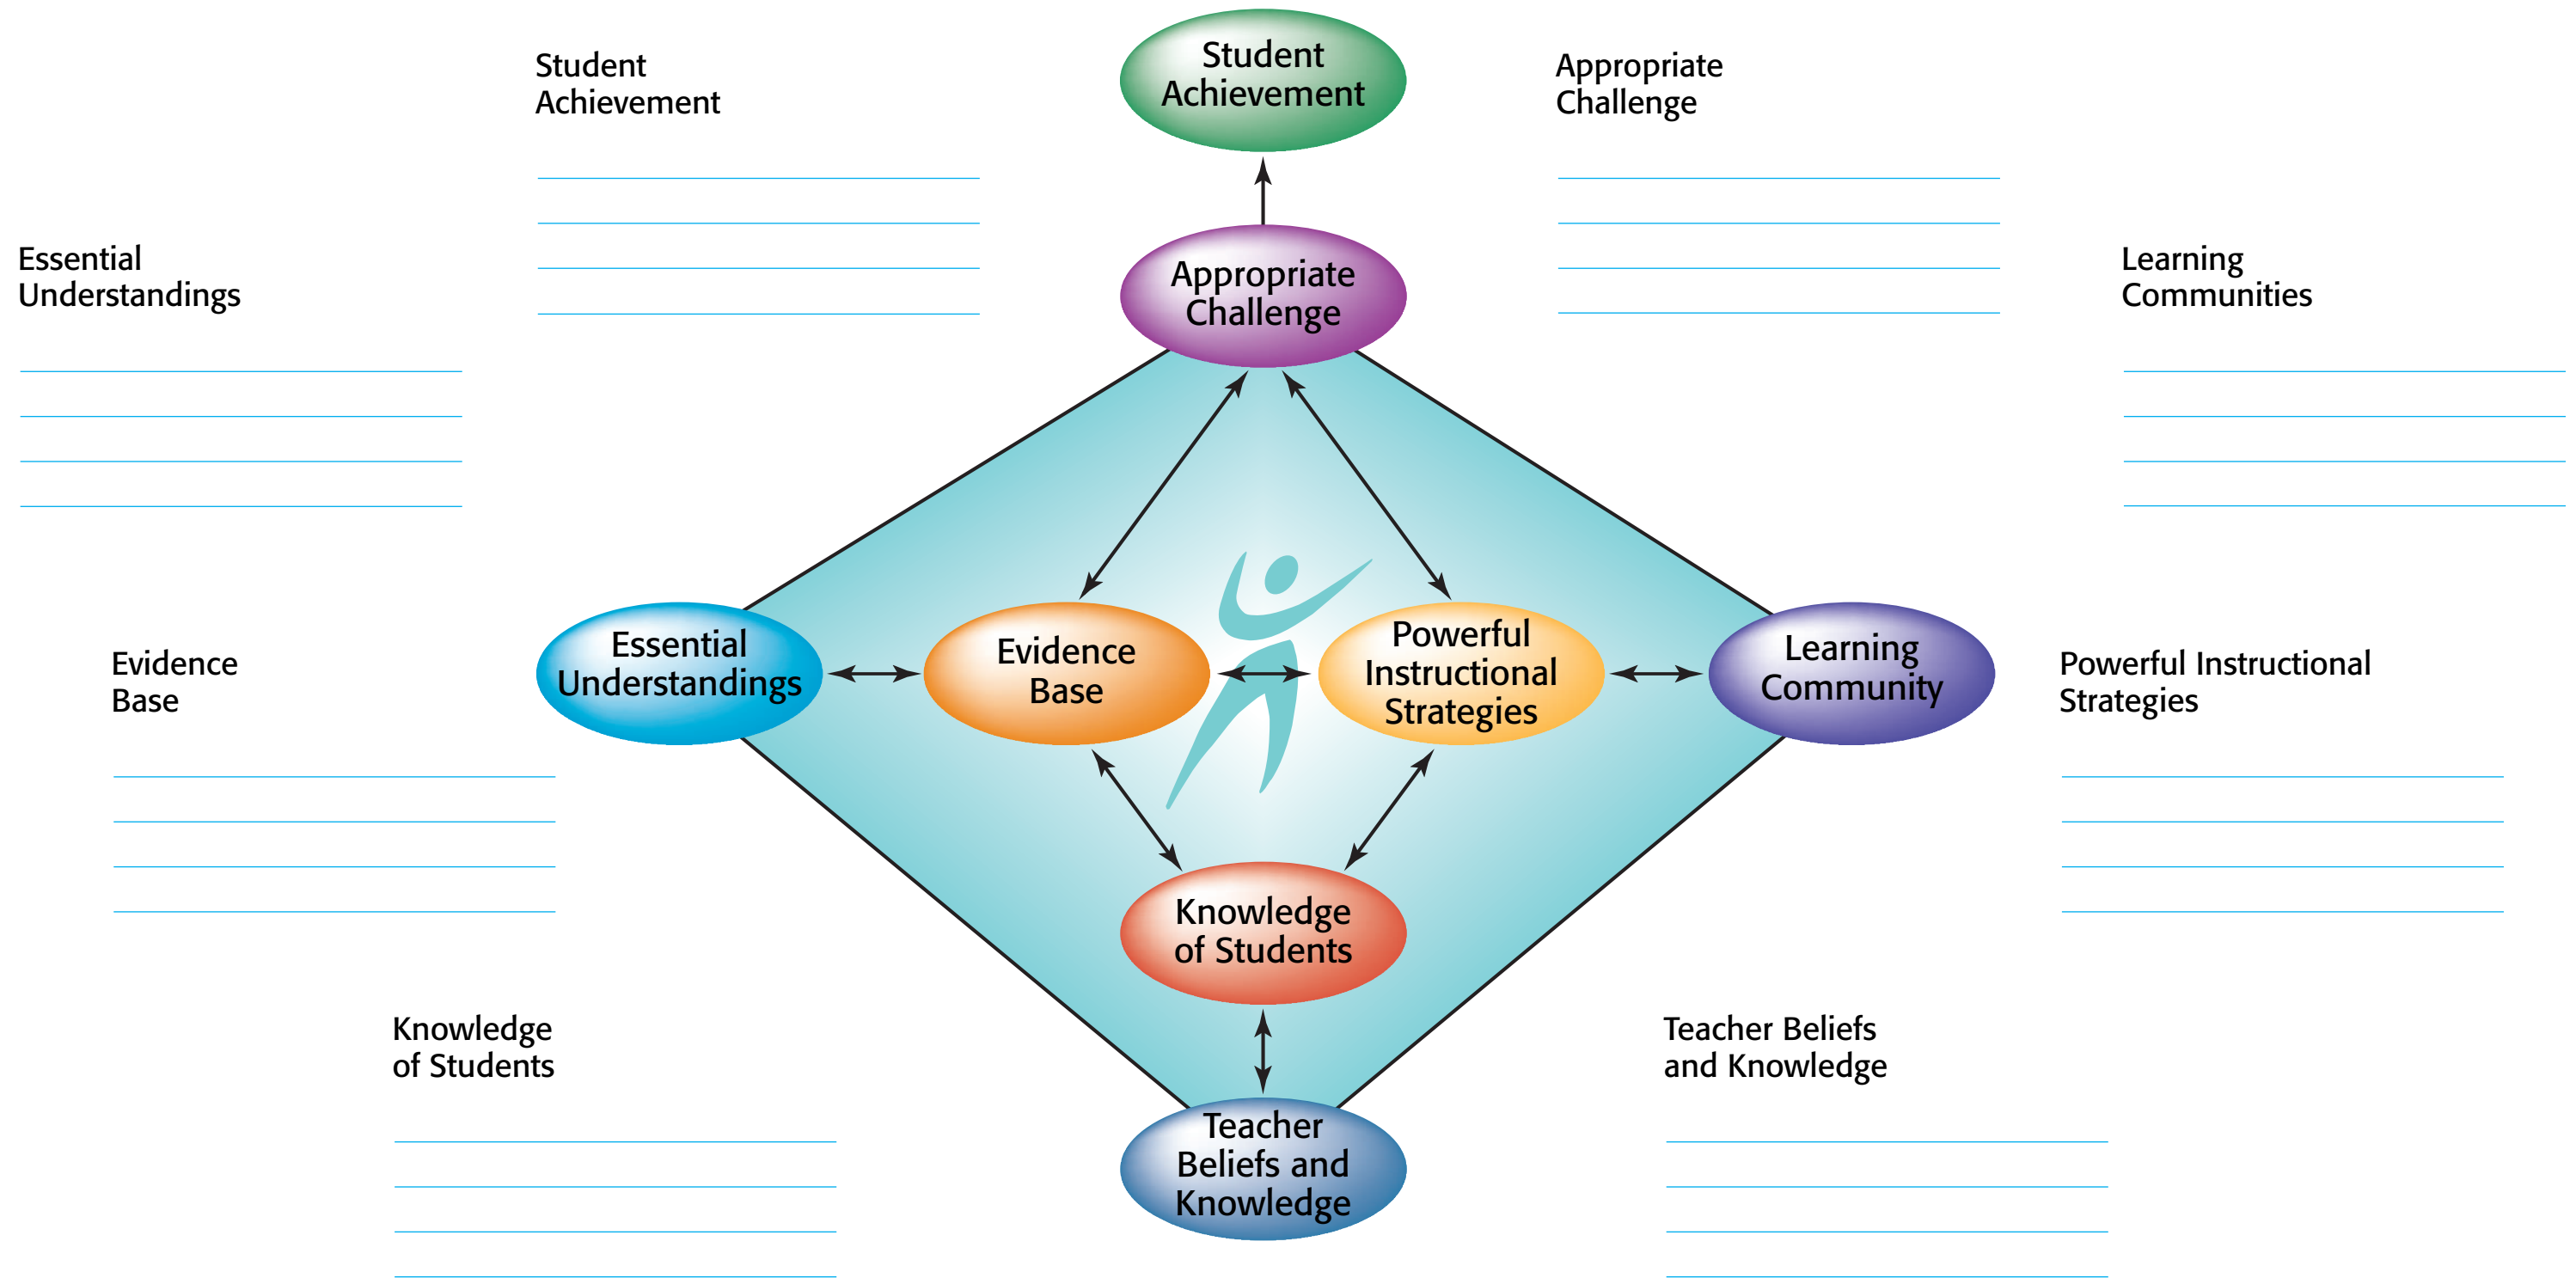 Student
Achievement
Student
Achievement
Appropriate
Challenge
Essential
Understandings
Appropriate
Challenge
Learning
Communities
Essential
Understandings
Evidence
Base
Powerful
Instructional
Strategies
Learning
Community
Evidence
Base
Powerful Instructional
Strategies
Knowledge
of Students
Knowledge
of Students
Teacher Beliefs
and Knowledge
Teacher
Beliefs and
Knowledge